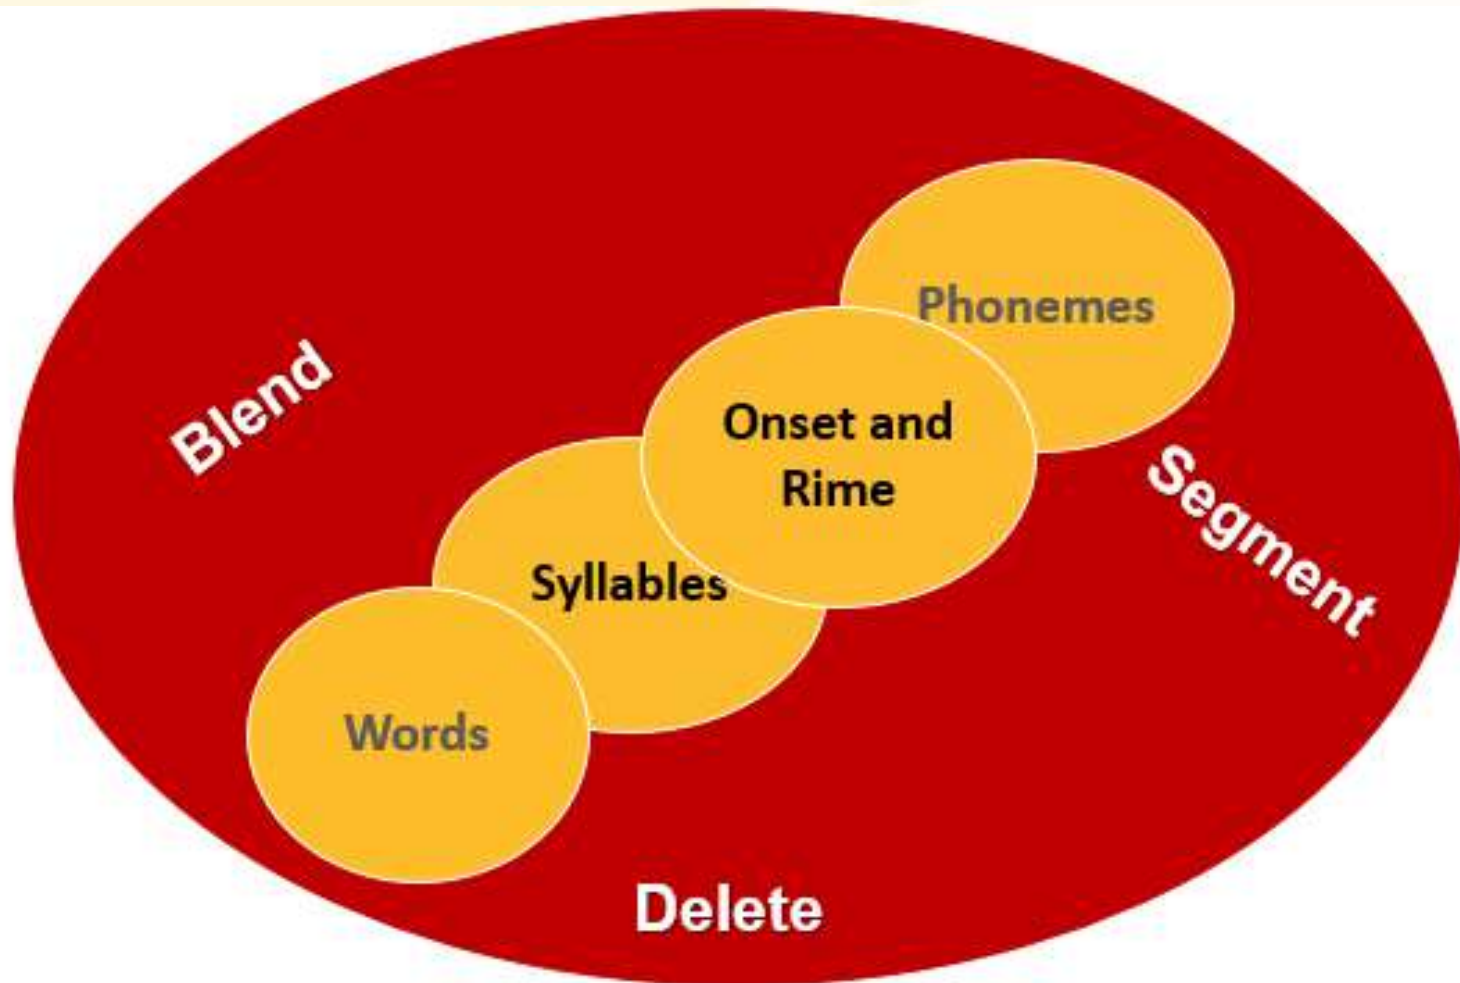 Phonemes
Blend
Onset and
Rime
Segment
Syllables
Words
Delete